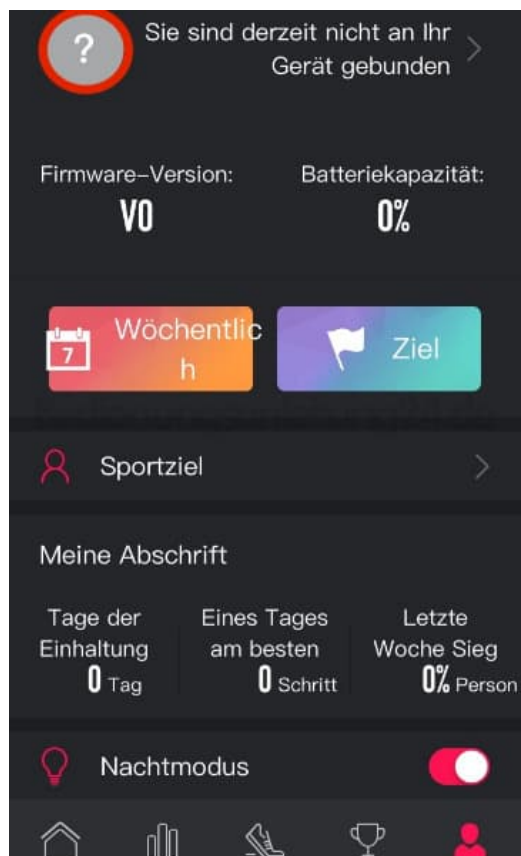 ?
Sie sind derzeit nicht an Ihr
Gerät gebunden
Firmware-Version:
V0
Batteriekapazität:
0%
7
Wöchentlic
h
Ziel
Sportziel
Meine Abschrift
Tage der
Einhaltung
0 Tag
Eines Tages
am besten
0 Schritt
Letzte
Woche Sieg
0% Person
Nachtmodus